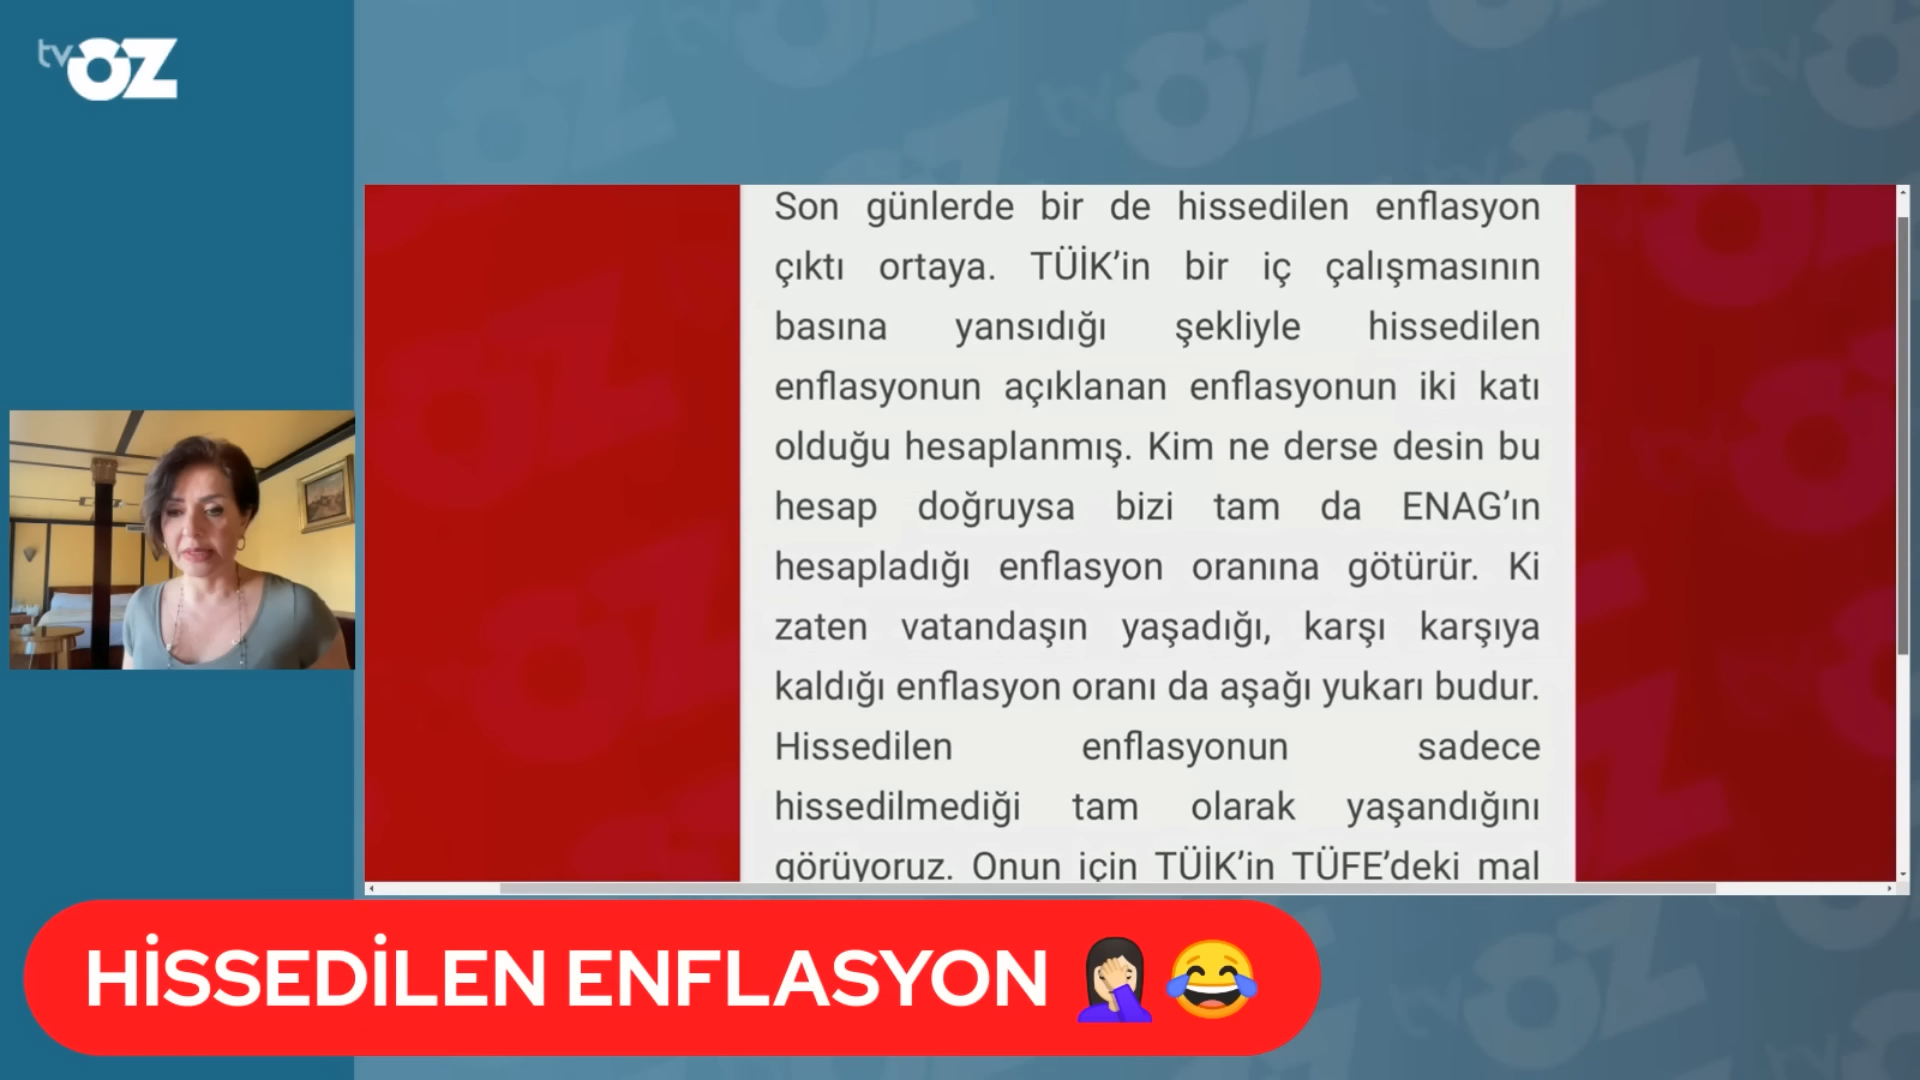 tvÖZ
Son günlerde bir de hissedilen enflasyon
çıktı ortaya. TÜİK’in bir iç çalışmasının
basına yansıdığı şekliyle hissedilen
enflasyonun açıklanan enflasyonun iki katı
olduğu hesaplanmış. Kim ne derse desin bu
hesap doğruysa bizi tam da ENAG’ın
hesapladığı enflasyon oranına götürür. Ki
zaten vatandaşın yaşadığı, karşı karşıya
kaldığı enflasyon oranı da aşağı yukarı budur.
Hissedilen enflasyonun sadece
hissedilmediği tam olarak yaşandığını
görüyoruz. Onun için TÜİK’in TÜFE’deki mal
HİSSEDİLEN ENFLASYON 🤦🏻‍♀️😂